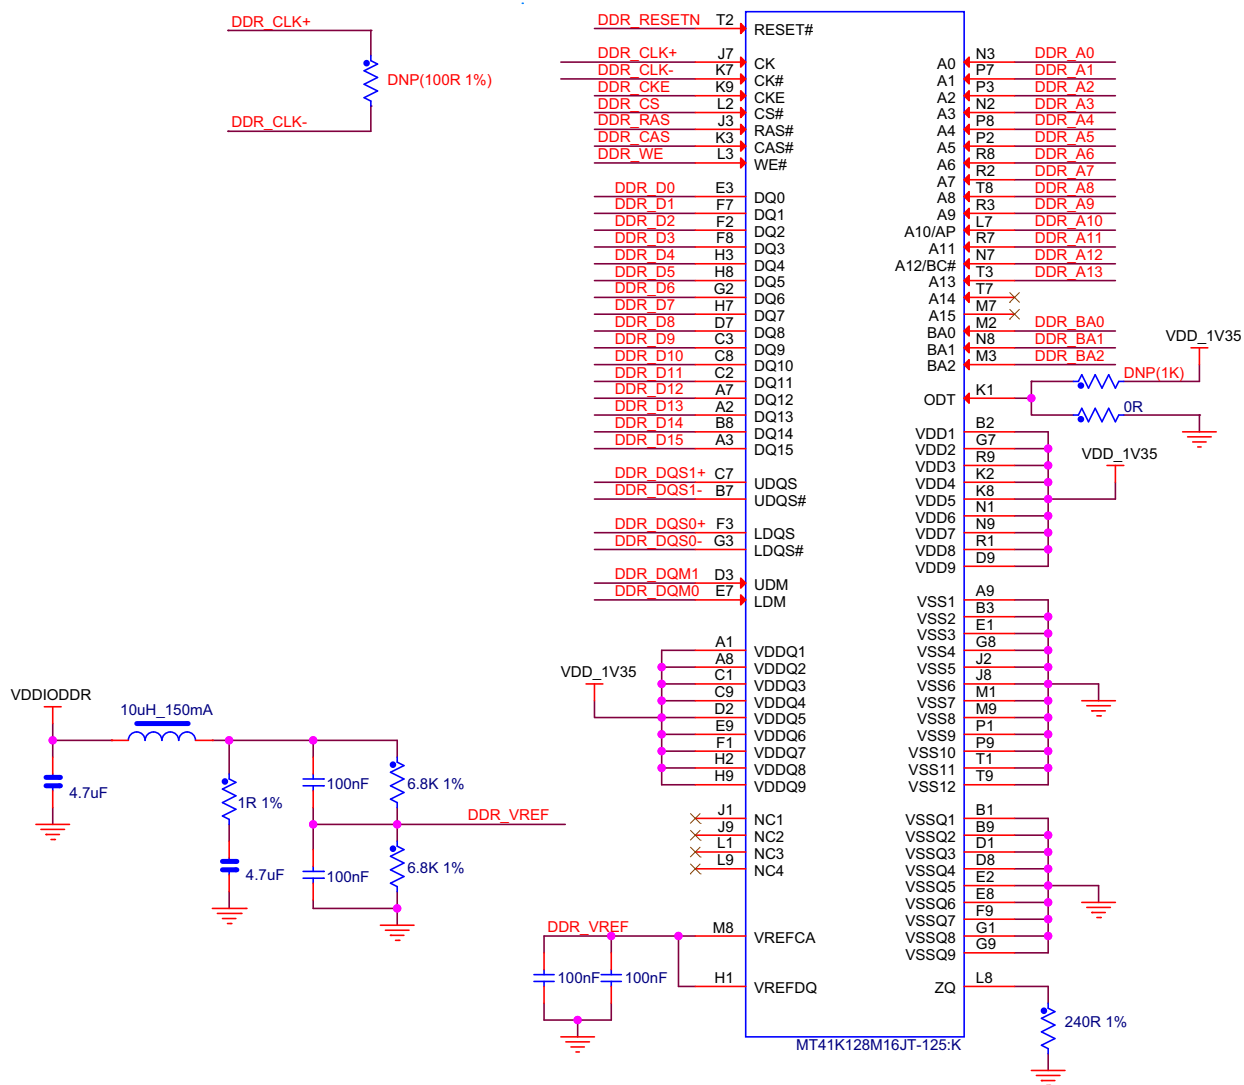 DDR_CLK+
DNP(100R 1%)
DDR_CLK-
DDR_RESETN T2 RESET#
DDR_CLK+ J7 CK
DDR_CLK- K7 CK#
DDR_CKE K9 CKE
DDR_CS L2 CS#
DDR_RAS J3 RAS#
DDR_CAS K3 CAS#
DDR_WE L3 WE#
DDR_D0 E3 DQ0
DDR_D1 F7 DQ1
DDR_D2 F2 DQ2
DDR_D3 F8 DQ3
DDR_D4 H3 DQ4
DDR_D5 H8 DQ5
DDR_D6 G2 DQ6
DDR_D7 H7 DQ7
DDR_D8 D7 DQ8
DDR_D9 C3 DQ9
DDR_D10 C8 DQ10
DDR_D11 C2 DQ11
DDR_D12 A7 DQ12
DDR_D13 A2 DQ13
DDR_D14 B8 DQ14
DDR_D15 A3 DQ15
DDR_DQS1+ C7 UDQS
DDR_DQS1- B7 UDQS#
DDR_DQS0+ F3 LDQS
DDR_DQS0- G3 LDQS#
DDR_DQM1 D3 UDM
DDR_DQM0 E7 LDM
VDD_1V35
A1 VDDQ1
A8 VDDQ2
C1 VDDQ3
C9 VDDQ4
D2 VDDQ5
E9 VDDQ6
F1 VDDQ7
H2 VDDQ8
H9 VDDQ9
J1 NC1
J9 NC2
L1 NC3
L9 NC4
DDR_VREF M8 VREFCA
100nF 100nF H1 VREFDQ
A0 N3 DDR_A0
A1 P7 DDR_A1
A2 P3 DDR_A2
A3 N2 DDR_A3
A4 P8 DDR_A4
A5 P2 DDR_A5
A6 R8 DDR_A6
A7 R2 DDR_A7
A8 T8 DDR_A8
A9 R3 DDR_A9
A10/AP L7 DDR_A10
A11 R7 DDR_A11
A12/BC# N7 DDR_A12
A13 T3 DDR_A13
A14 T7
A15 M7
BA0 M2 DDR_BA0
BA1 N8 DDR_BA1
BA2 M3 DDR_BA2
VDD_1V35
DNP(1K)
ODT K1
0R
VDD1 B2
VDD2 G7
VDD3 R9
VDD4 K2
VDD5 K8
VDD6 N1
VDD7 N9
VDD8 R1
VDD9 D9
VDD_1V35
VSS1 A9
VSS2 B3
VSS3 E1
VSS4 G8
VSS5 J2
VSS6 J8
VSS7 M1
VSS8 M9
VSS9 P1
VSS10 P9
VSS11 T1
VSS12 T9
VSSQ1 B1
VSSQ2 B9
VSSQ3 D1
VSSQ4 D8
VSSQ5 E2
VSSQ6 E8
VSSQ7 F9
VSSQ8 G1
VSSQ9 G9
ZQ L8
240R 1%
MT41K128M16JT-125:K
VDDIODDR
10uH_150mA
4.7uF
1R 1%
4.7uF
100nF
6.8K 1%
DDR_VREF
100nF
6.8K 1%